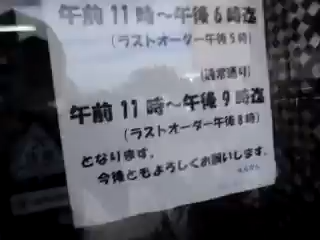 午前11時～午後6時迄
(ラストオーダー午後5時)
(通常通り)
午前11時～午後9時迄
(ラストオーダー午後8時)
となります。
今後ともよろしくお願いします。